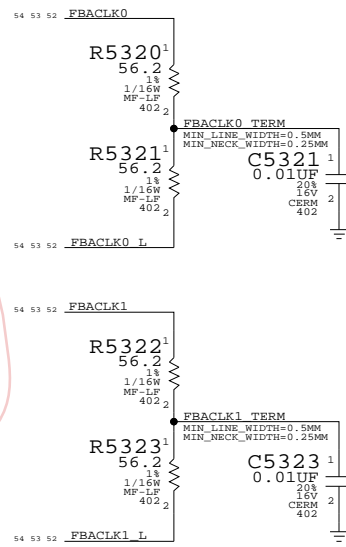 54 53 52 FBACLK0
R5320 1
56.2
1%
1/16W
MF-LF
402 2
FBACLK0_TERM
MIN_LINE_WIDTH=0.5MM
MIN_NECK_WIDTH=0.25MM
R5321 1
56.2
1%
1/16W
MF-LF
402 2
C5321 1
0.01UF
20%
16V
CERM 2
402
54 53 52 FBACLK0_L
54 53 52 FBACLK1
R5322 1
56.2
1%
1/16W
MF-LF
402 2
FBACLK1_TERM
MIN_LINE_WIDTH=0.5MM
MIN_NECK_WIDTH=0.25MM
R5323 1
56.2
1%
1/16W
MF-LF
402 2
C5323 1
0.01UF
20%
16V
CERM 2
402
54 53 52 FBACLK1_L